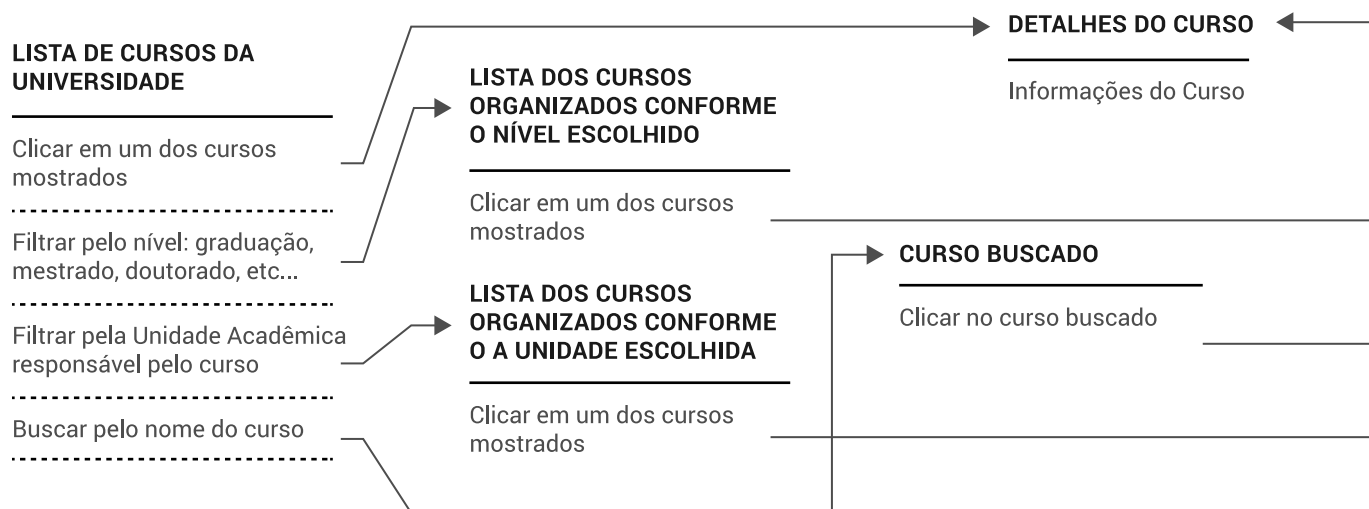 LISTA DE CURSOS DA
UNIVERSIDADE
Clicar em um dos cursos
mostrados
Filtrar pelo nível: graduação,
mestrado, doutorado, etc...
Filtrar pela Unidade Acadêmica
responsável pelo curso
Buscar pelo nome do curso
LISTA DOS CURSOS
ORGANIZADOS CONFORME
O NÍVEL ESCOLHIDO
Clicar em um dos cursos
mostrados
LISTA DOS CURSOS
ORGANIZADOS CONFORME
O A UNIDADE ESCOLHIDA
Clicar em um dos cursos
mostrados
DETALHES DO CURSO
Informações do Curso
CURSO BUSCADO
Clicar no curso buscado